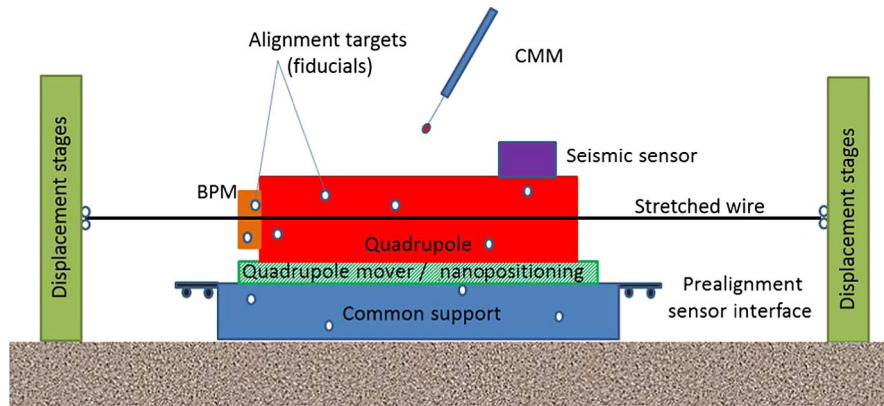 Alignment targets
(fiducials)
CMM
Displacement stages
Seismic sensor
Displacement stages
BPM
Stretched wire
Quadrupole
Quadrupole mover / nanopositioning
Prealignment
sensor interface
Common support